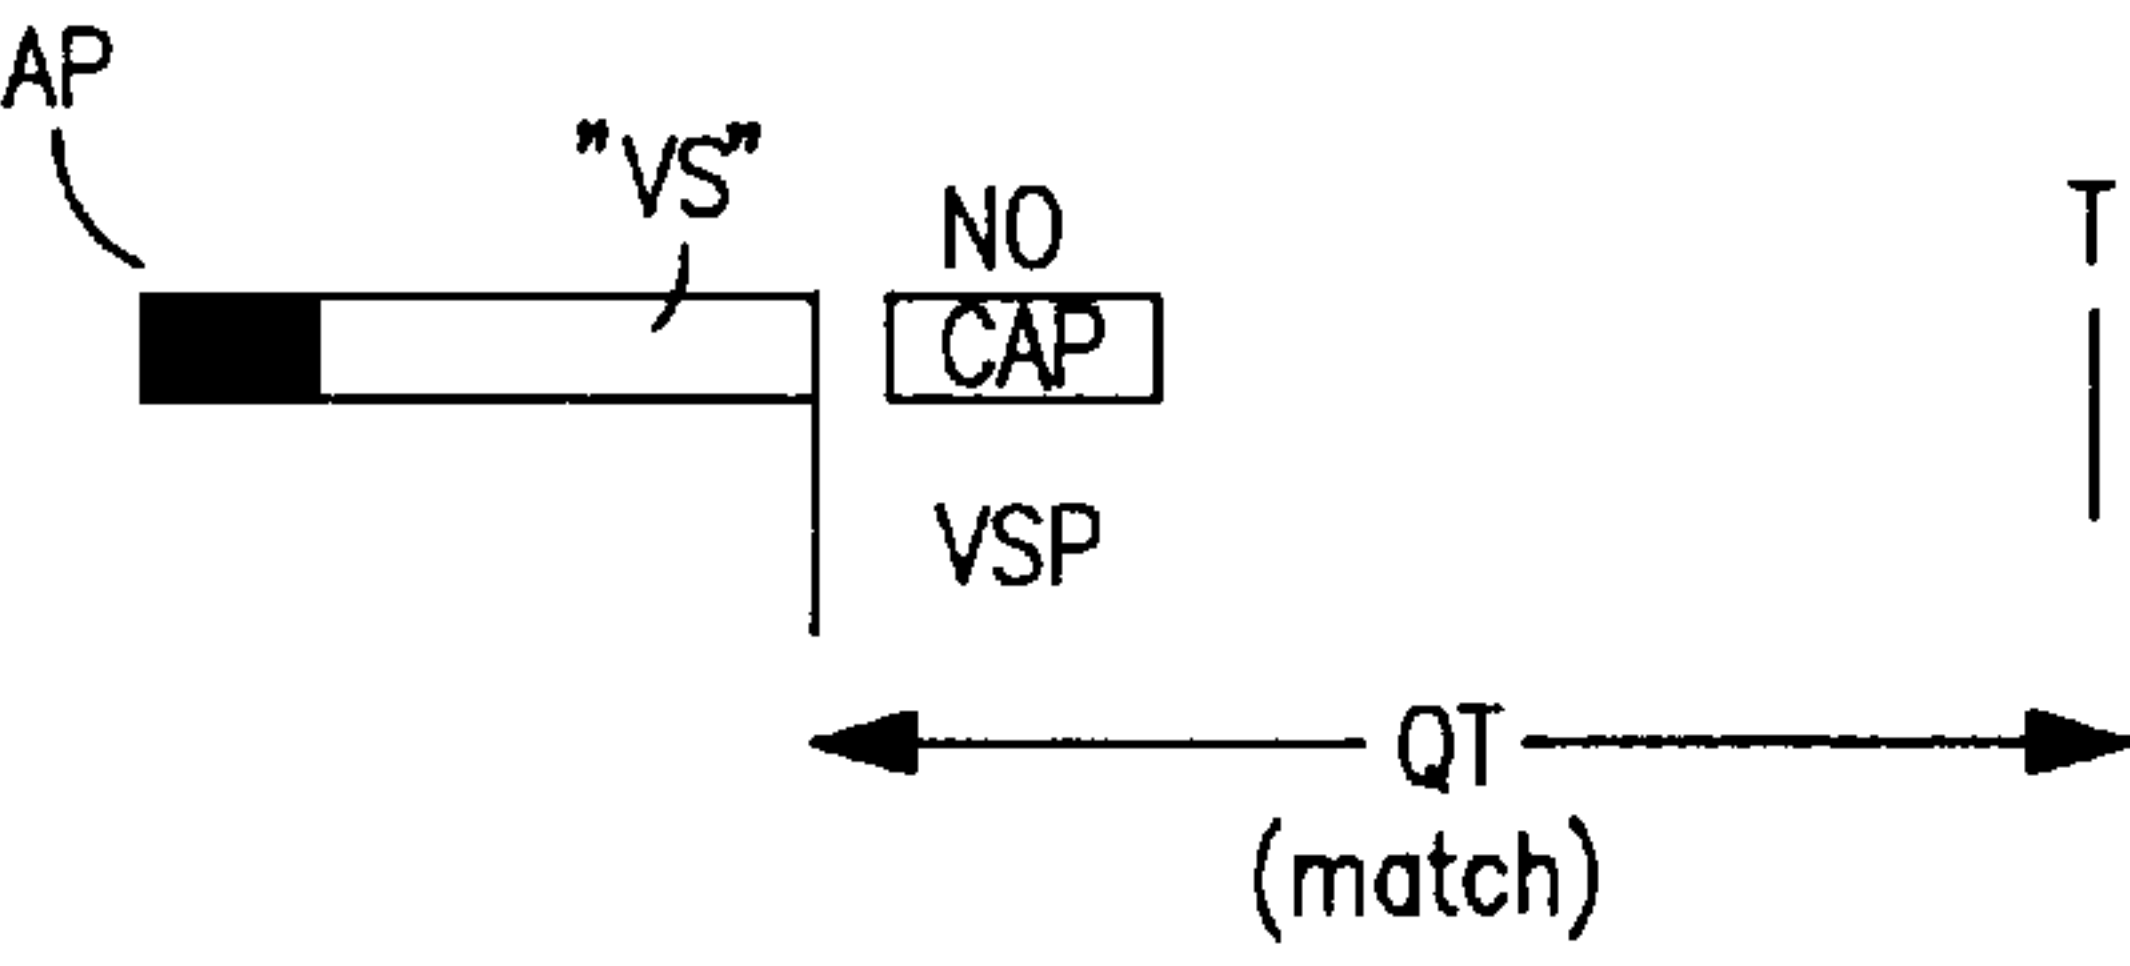 AP
"VS"
NO
CAP
T
VSP
QT
(match)